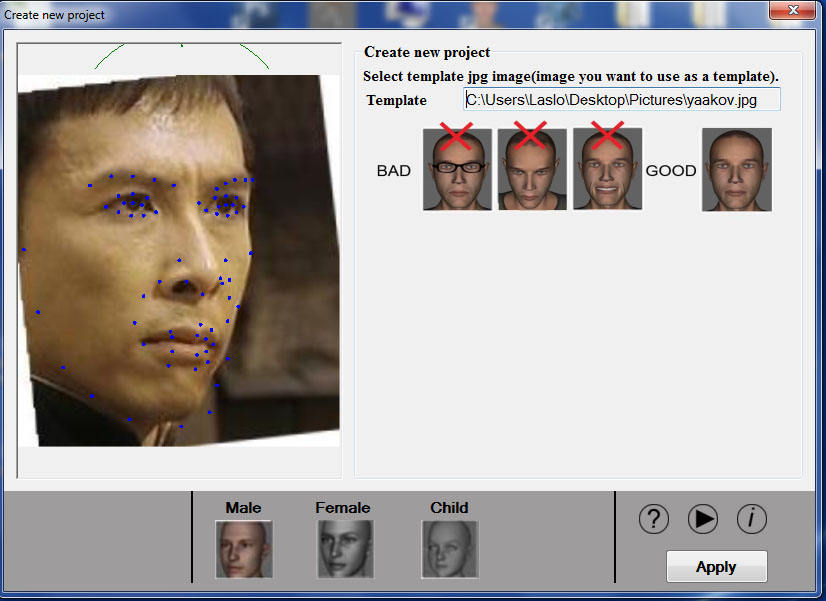 Create new project
Create new project
Select template jpg image(image you want to use as a template).
Template C:\Users\Laslo\Desktop\Pictures\yaakov.jpg
BAD GOOD
Male Female Child
? i
Apply